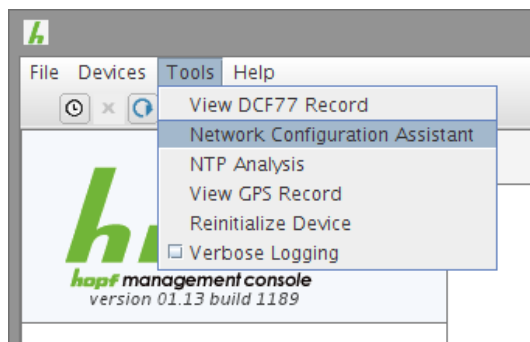 File Devices Tools Help
View DCF77 Record
Network Configuration Assistant
NTP Analysis
View GPS Record
Reinitialize Device
Verbose Logging
hopf management console
version 01.13 build 1189